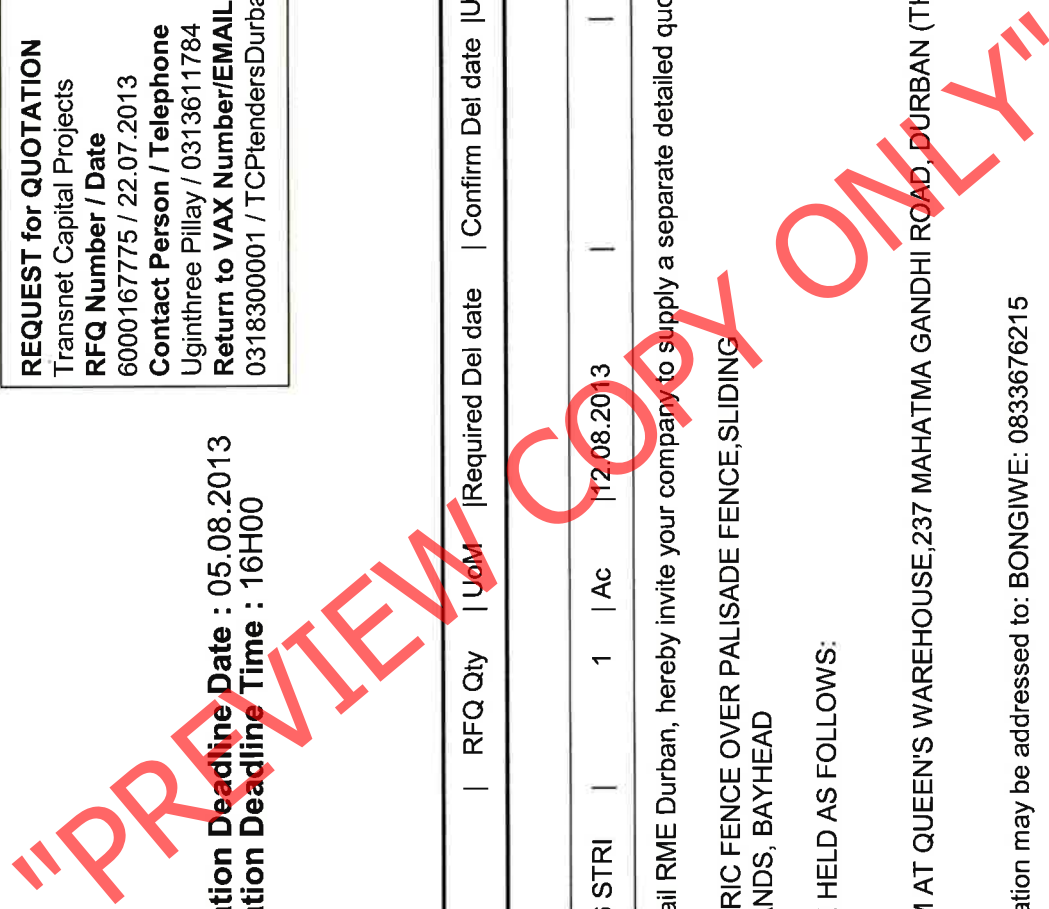 REQUEST for QUOTATION
Transnet Capital Projects
RFQ Number / Date
6000167775 / 22.07.2013
Contact Person / Telephone
Uginthree Pillay / 0313611784
Return to VAX Number/EMAIL
0318300001 / TCPtendersDurba
ation Deadline Date : 05.08.2013
ation Deadline Time : 16H00
| RFQ Qty | UoM |Required Del date | Confirm Del date |U
STRI | 1 | Ac |12.08.2013 | |
ail RME Durban, hereby invite your company to supply a separate detailed quo
RIC FENCE OVER PALISADE FENCE,SLIDING
NDS, BAYHEAD
HELD AS FOLLOWS:
AT QUEEN'S WAREHOUSE,237 MAHATMA GANDHI ROAD, DURBAN (TH
ation may be addressed to: BONGIWE: 0833676215
"PREVIEW COPY ONLY"